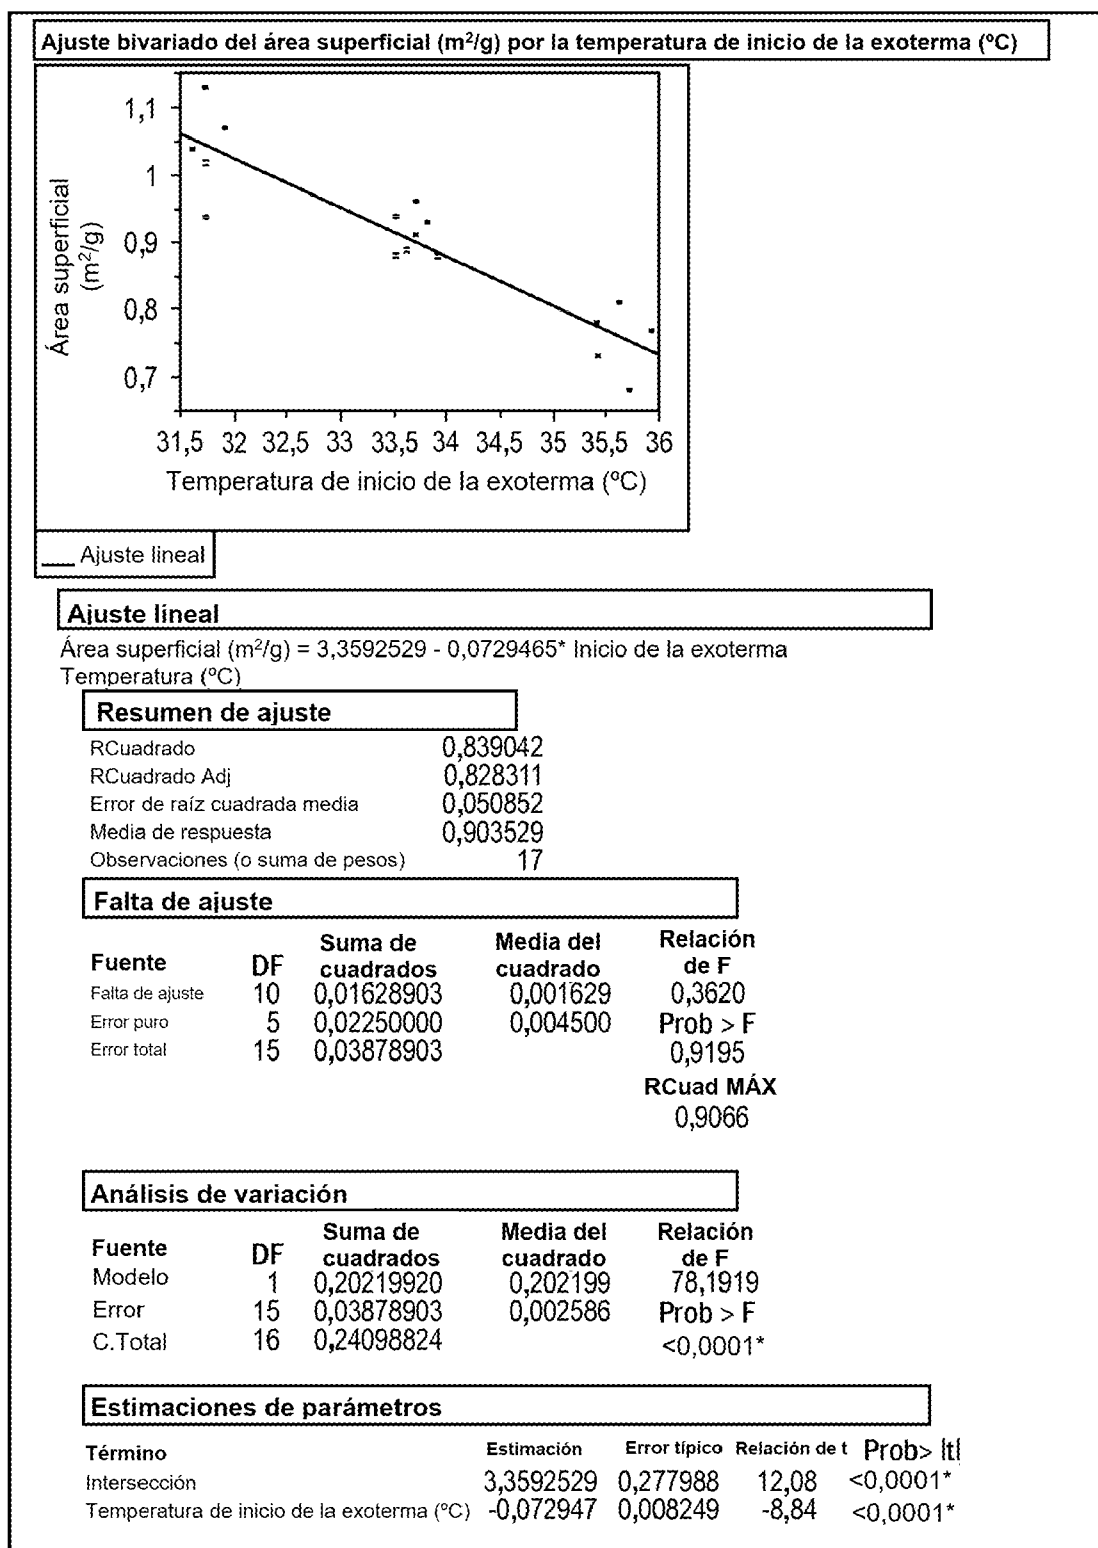 Ajuste bivariado del área superficial (m²/g) por la temperatura de inicio de la exoterma (ºC)
1,1
1
0,9
0,8
0,7
Área superficial
(m²/g)
31,5 32 32,5 33 33,5 34 34,5 35 35,5 36
Temperatura de inicio de la exoterma (ºC)
Ajuste lineal
Ajuste lineal
Área superficial (m²/g) = 3,3592529 - 0,0729465* Inicio de la exoterma
Temperatura (ºC)
Resumen de ajuste
RCuadrado 0,839042
RCuadrado Adj 0,828311
Error de raíz cuadrada media 0,050852
Media de respuesta 0,903529
Observaciones (o suma de pesos) 17
Falta de ajuste
Fuente DF Suma de cuadrados Media del cuadrado Relación de F
Falta de ajuste 10 0,01628903 0,001629 0,3620
Error puro 5 0,02250000 0,004500 Prob > F
Error total 15 0,03878903 0,9195
RCuad MÁX
0,9066
Análisis de variación
Fuente DF Suma de cuadrados Media del cuadrado Relación de F
Modelo 1 0,20219920 0,202199 78,1919
Error 15 0,03878903 0,002586 Prob > F
C.Total 16 0,24098824 <0,0001*
Estimaciones de parámetros
Término Estimación Error típico Relación de t Prob> |t|
Intersección 3,3592529 0,277988 12,08 <0,0001*
Temperatura de inicio de la exoterma (ºC) -0,072947 0,008249 -8,84 <0,0001*